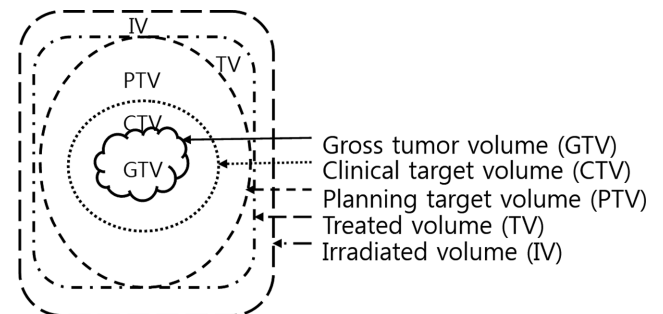 IV
TV
PTV
CTV
GTV
Gross tumor volume (GTV)
Clinical target volume (CTV)
Planning target volume (PTV)
Treated volume (TV)
Irradiated volume (IV)